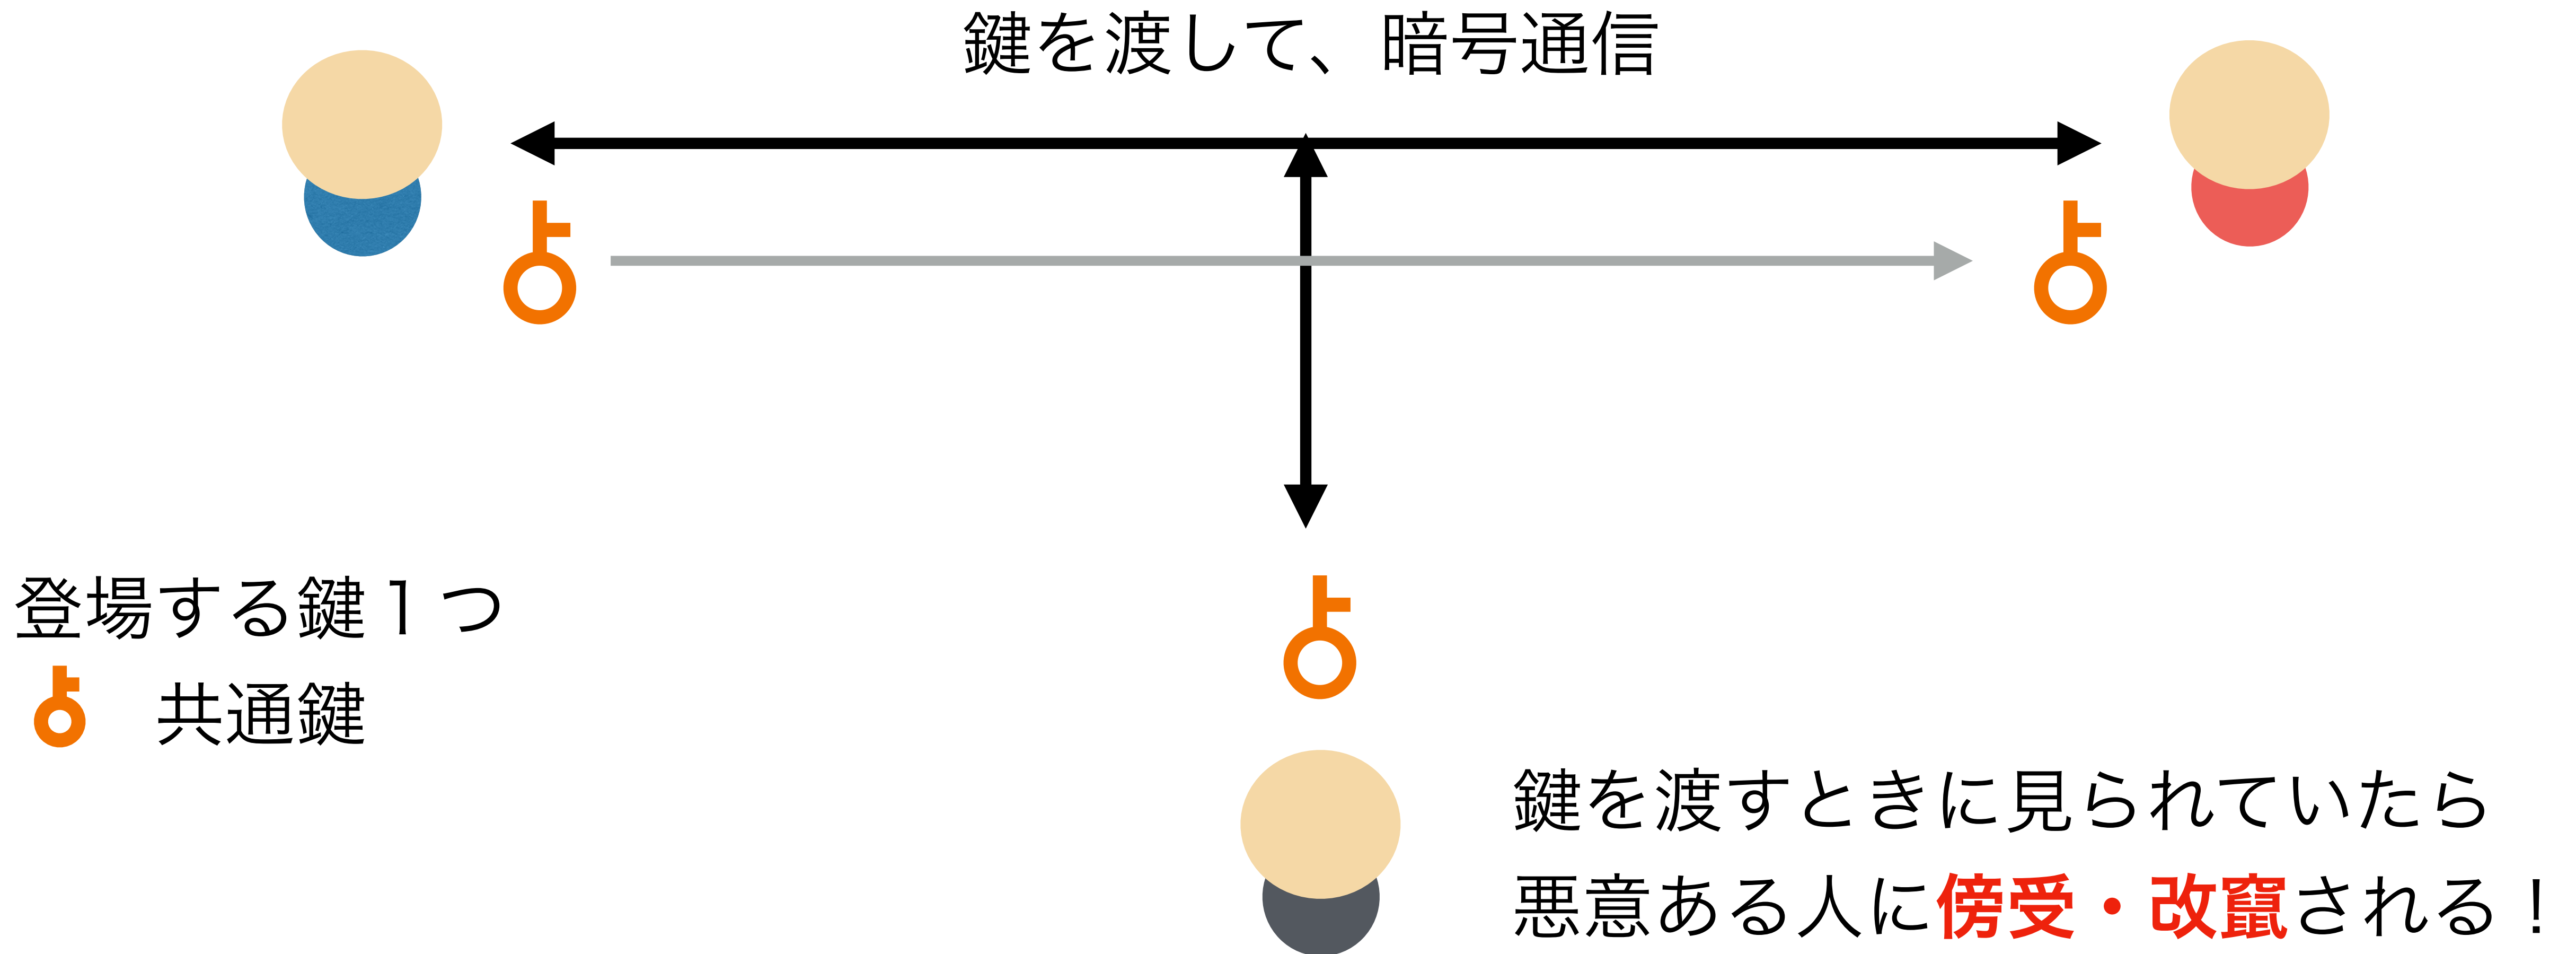 鍵を渡して、暗号通信
登場する鍵１つ
共通鍵
鍵を渡すときに見られていたら
悪意ある人に傍受・改竄される！